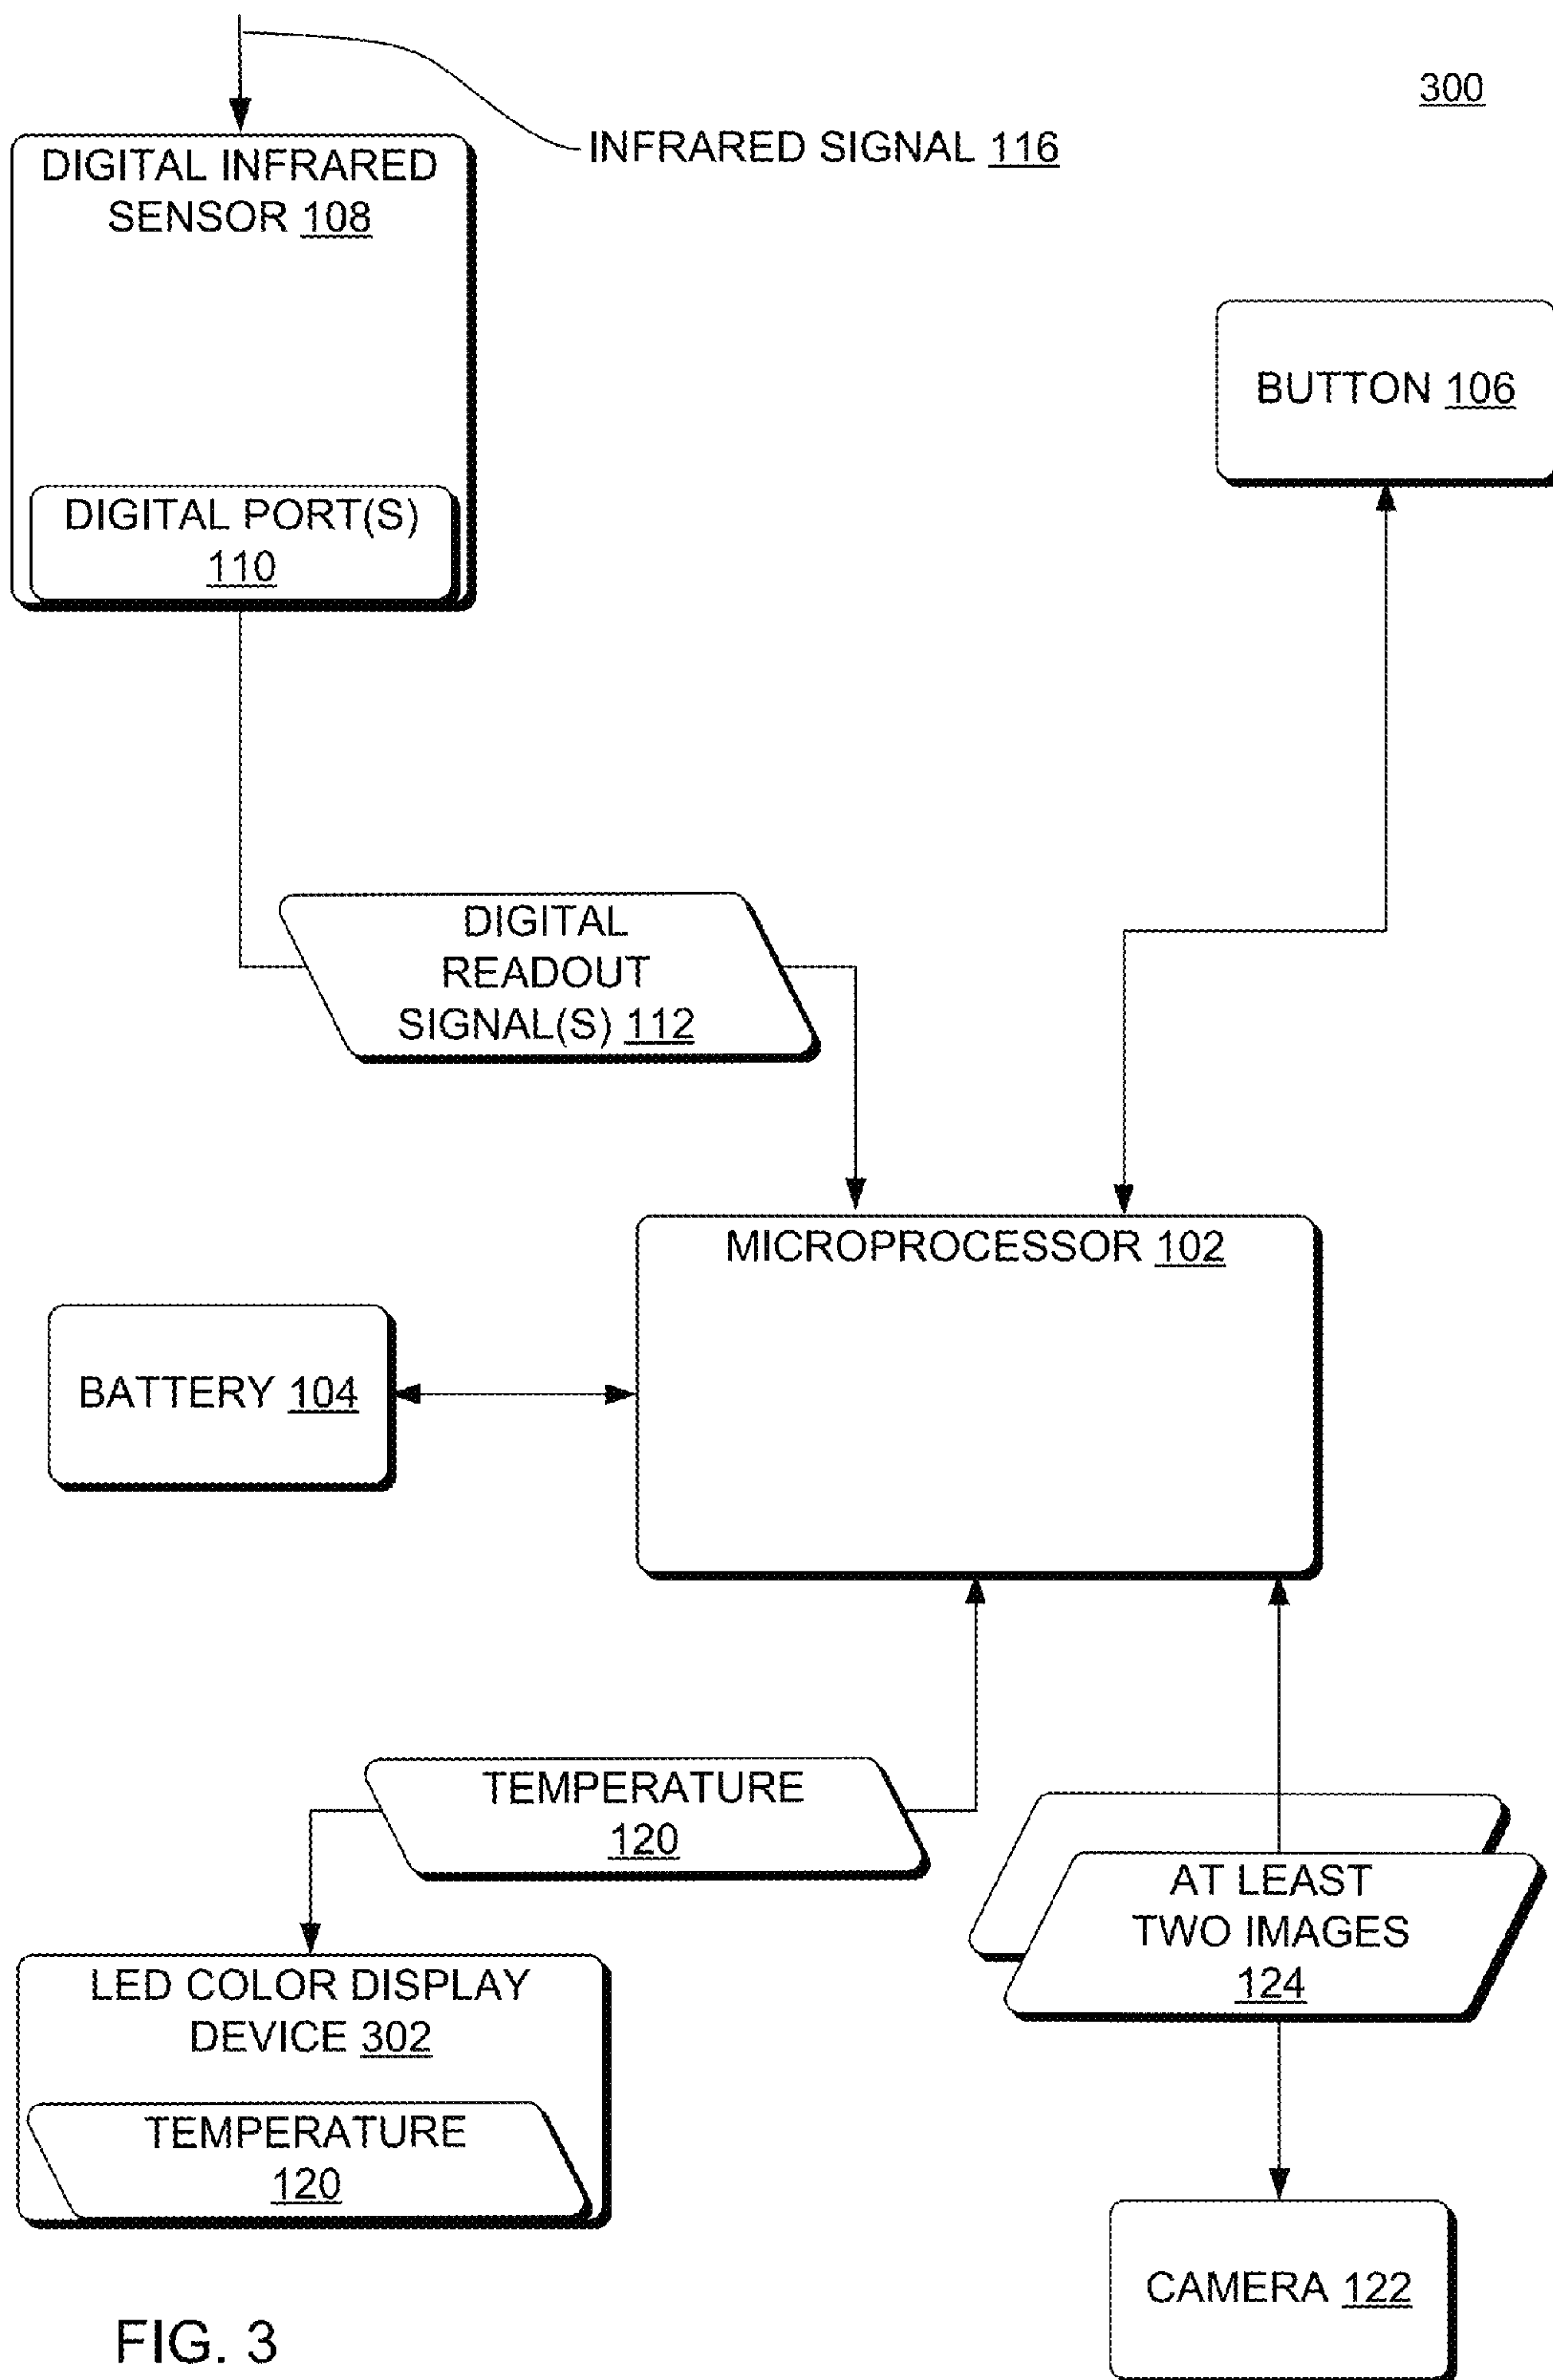 300
INFRARED SIGNAL 116
DIGITAL INFRARED
SENSOR 108
BUTTON 106
DIGITAL PORT(S)
110
DIGITAL
READOUT
SIGNAL(S) 112
MICROPROCESSOR 102
BATTERY 104
TEMPERATURE
120
AT LEAST
TWO IMAGES
124
LED COLOR DISPLAY
DEVICE 302
TEMPERATURE
120
CAMERA 122
FIG. 3